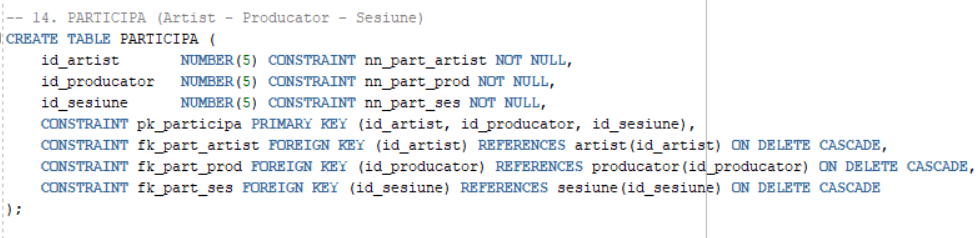 -- 14. PARTICIPA (Artist - Producator - Sesiune)
CREATE TABLE PARTICIPA (
    id_artist       NUMBER(5) CONSTRAINT nn_part_artist NOT NULL,
    id_producator   NUMBER(5) CONSTRAINT nn_part_prod NOT NULL,
    id_sesiune      NUMBER(5) CONSTRAINT nn_part_ses NOT NULL,
    CONSTRAINT pk_participa PRIMARY KEY (id_artist, id_producator, id_sesiune),
    CONSTRAINT fk_part_artist FOREIGN KEY (id_artist) REFERENCES artist(id_artist) ON DELETE CASCADE,
    CONSTRAINT fk_part_prod FOREIGN KEY (id_producator) REFERENCES producator(id_producator) ON DELETE CASCADE,
    CONSTRAINT fk_part_ses FOREIGN KEY (id_sesiune) REFERENCES sesiune(id_sesiune) ON DELETE CASCADE
);